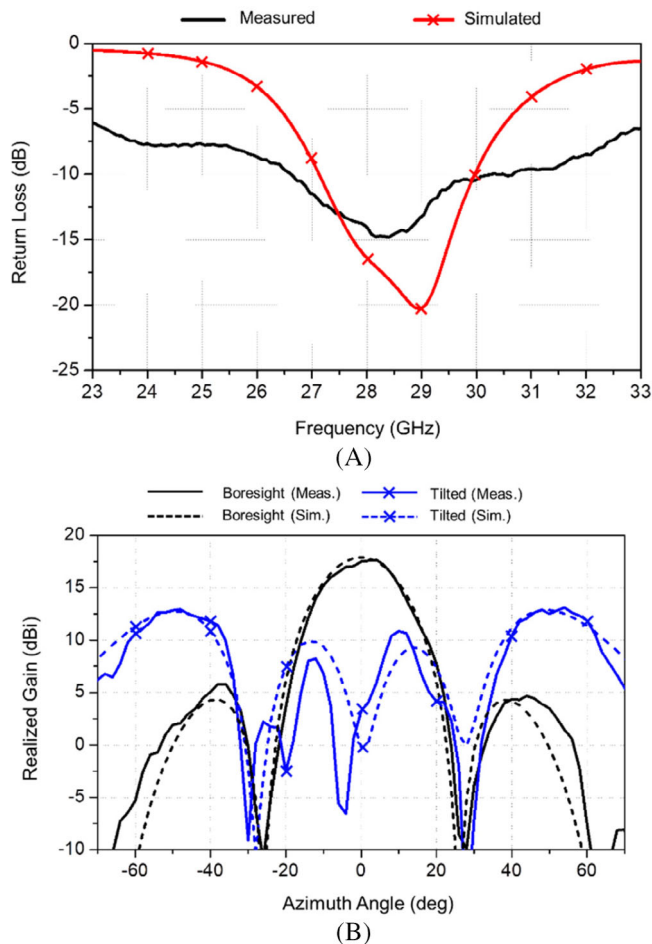 Measured Simulated
0
-5
-10
-15
-20
-25
Return Loss (dB)
23 24 25 26 27 28 29 30 31 32 33
Frequency (GHz)
(A)
Boresight (Meas.) Tilted (Meas.)
Boresight (Sim.) Tilted (Sim.)
20
15
10
5
0
-5
-10
Realized Gain (dBi)
-60 -40 -20 0 20 40 60
Azimuth Angle (deg)
(B)